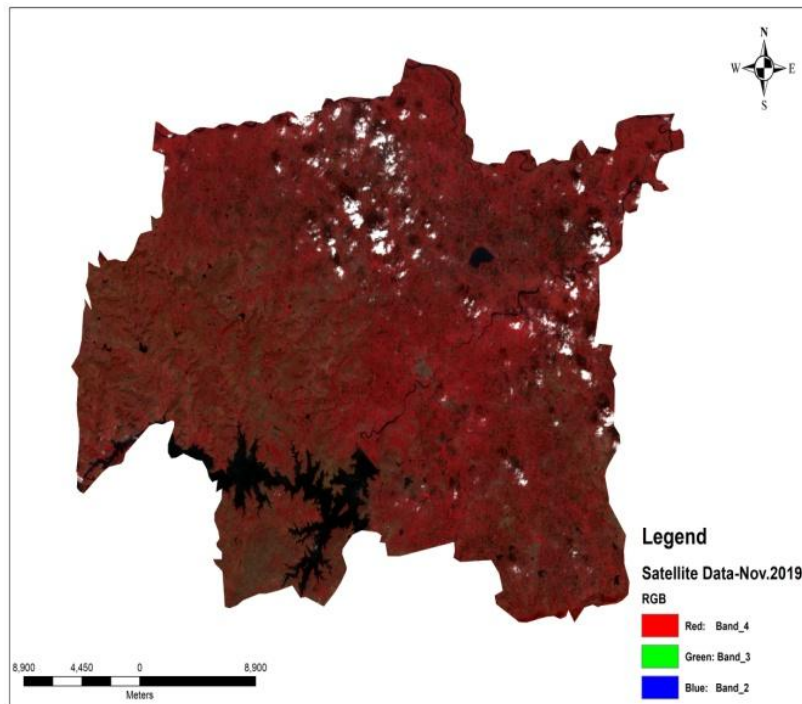 N
W E
S
Legend
Satellite Data-Nov.2019
RGB
Red: Band_4
Green: Band_3
Blue: Band_2
8,900 4,450 0 8,900
Meters